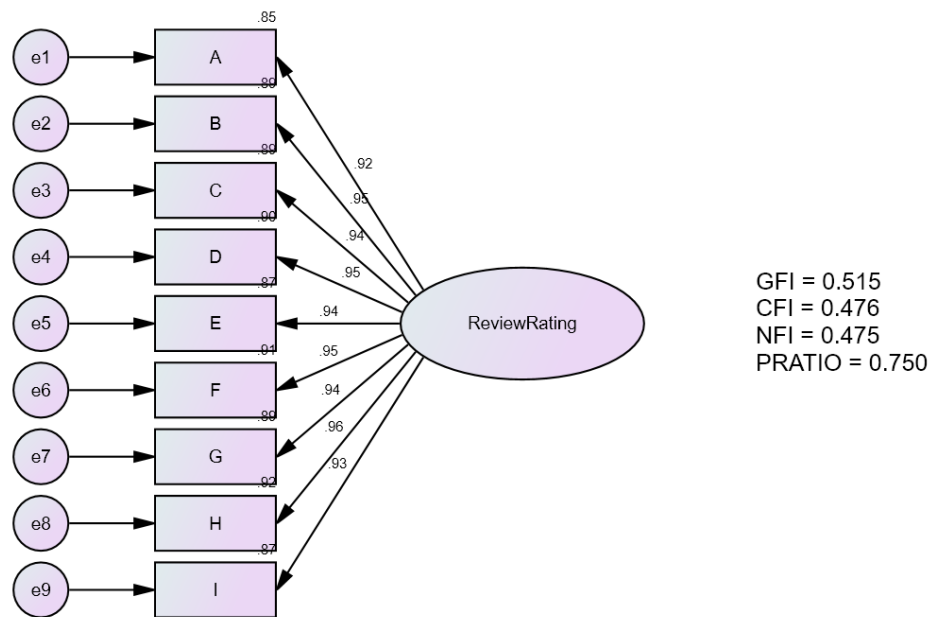 .85
e1
A
.89
e2
B
.89
e3
C
.90
e4
D
.87
e5
E
.91
e6
F
.89
e7
G
.92
e8
H
.87
e9
I
.92
.95
.94
.95
.94
.95
.94
.96
.93
ReviewRating
GFI = 0.515
CFI = 0.476
NFI = 0.475
PRATIO = 0.750